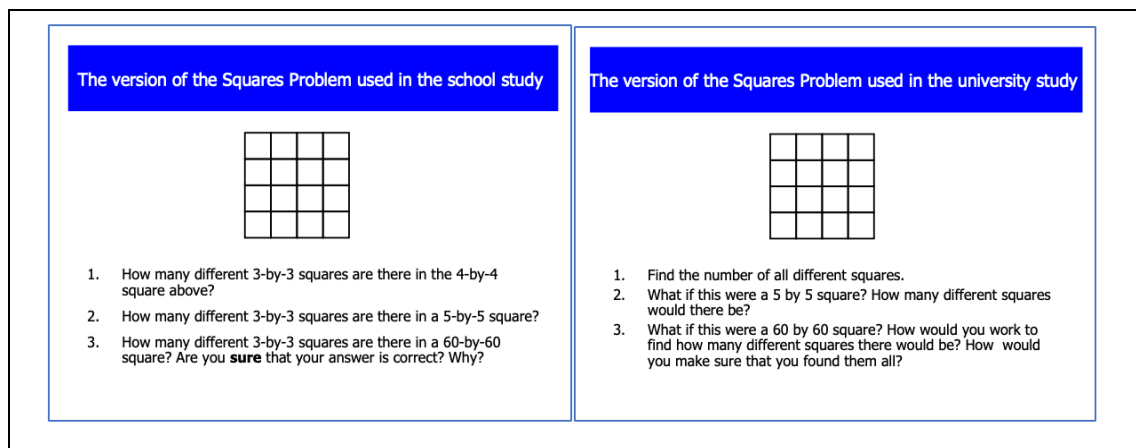 The version of the Squares Problem used in the school study
1. How many different 3-by-3 squares are there in the 4-by-4
square above?
2. How many different 3-by-3 squares are there in a 5-by-5 square?
3. How many different 3-by-3 squares are there in a 60-by-60
square? Are you sure that your answer is correct? Why?
The version of the Squares Problem used in the university study
1. Find the number of all different squares.
2. What if this were a 5 by 5 square? How many different squares
would there be?
3. What if this were a 60 by 60 square? How would you work to
find how many different squares there would be? How would
you make sure that you found them all?